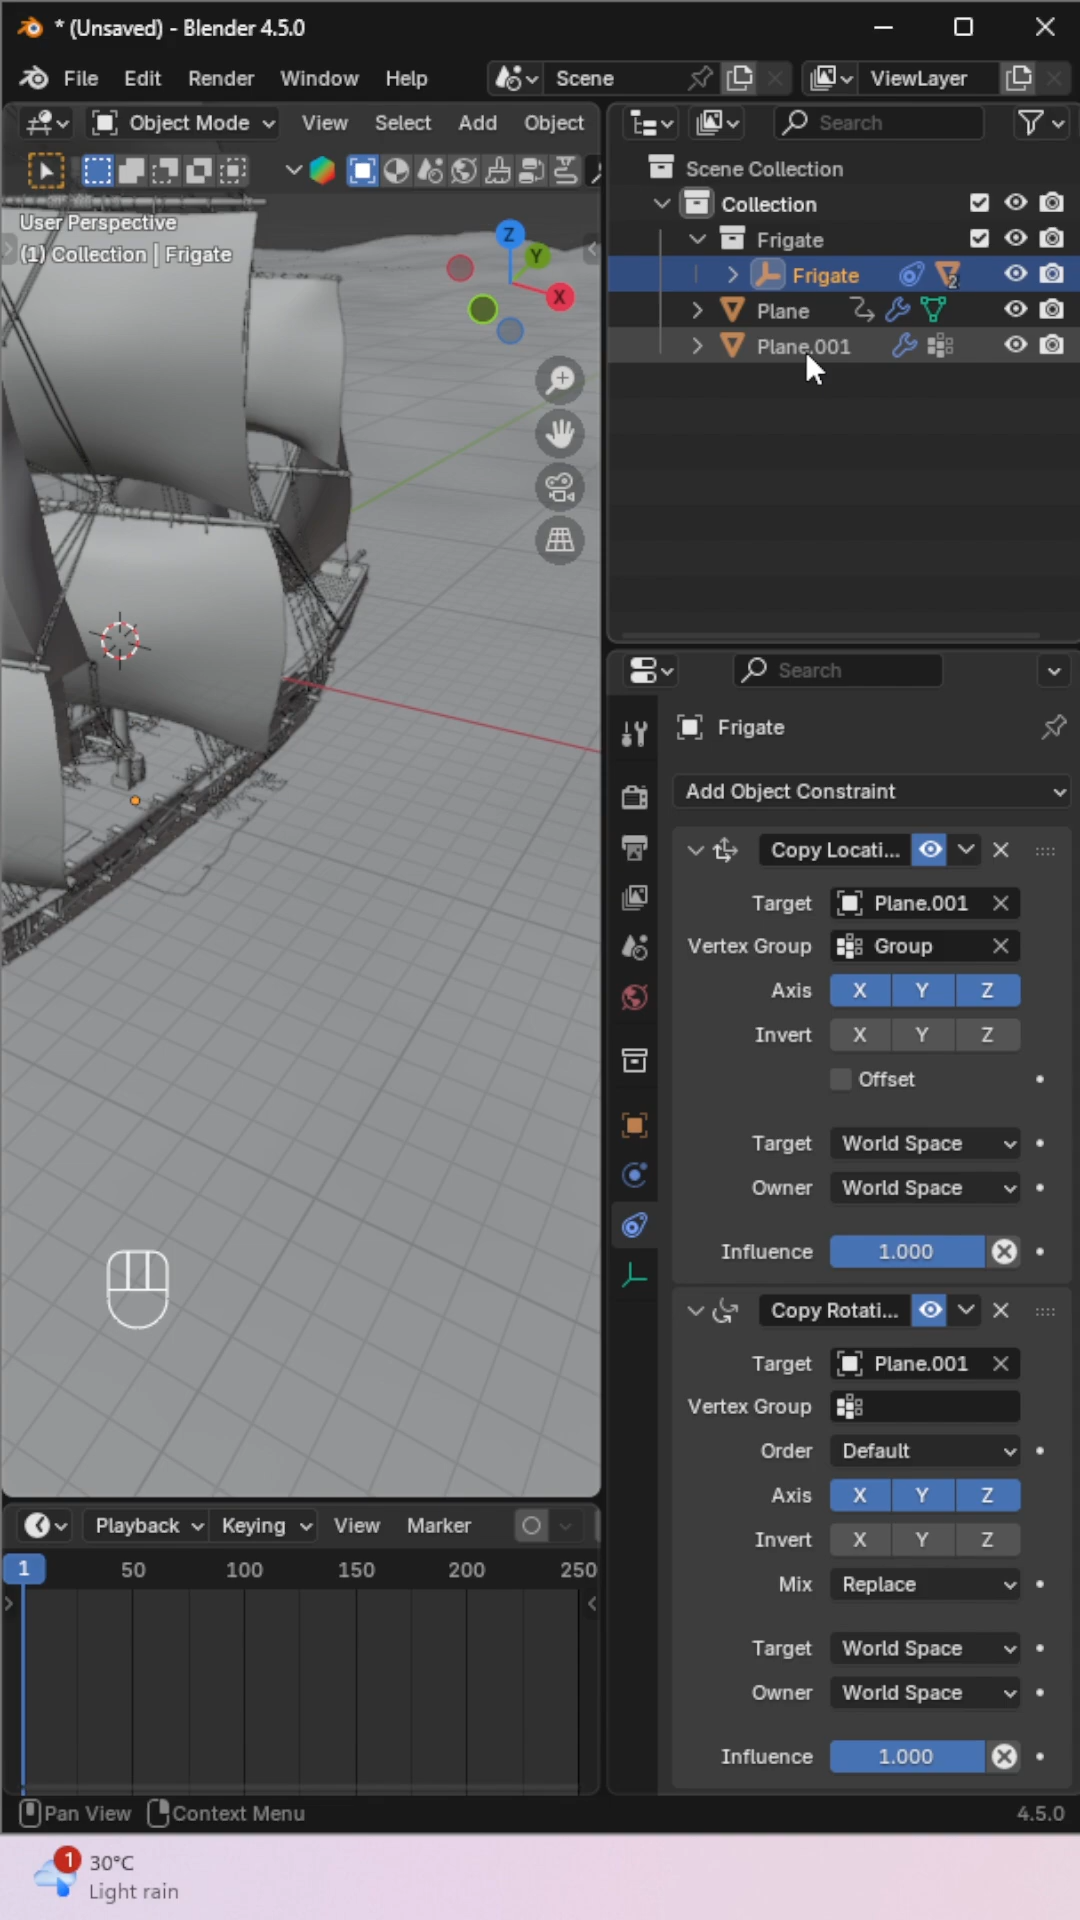 * (Unsaved) - Blender 4.5.0
File Edit Render Window Help Scene ViewLayer
Object Mode View Select Add Object
Search
User Perspective
(1) Collection | Frigate
Z
Y
X
Scene Collection
Collection
Frigate
Frigate 2
Plane
Plane.001
Search
Frigate
Add Object Constraint
Copy Locati...
Target Plane.001
Vertex Group Group
Axis X Y Z
Invert X Y Z
Offset
Target World Space
Owner World Space
Influence 1.000
Copy Rotati...
Target Plane.001
Vertex Group
Order Default
Axis X Y Z
Invert X Y Z
Mix Replace
Target World Space
Owner World Space
Influence 1.000
Playback Keying View Marker
1 50 100 150 200 250
Pan View Context Menu 4.5.0
1
30°C
Light rain